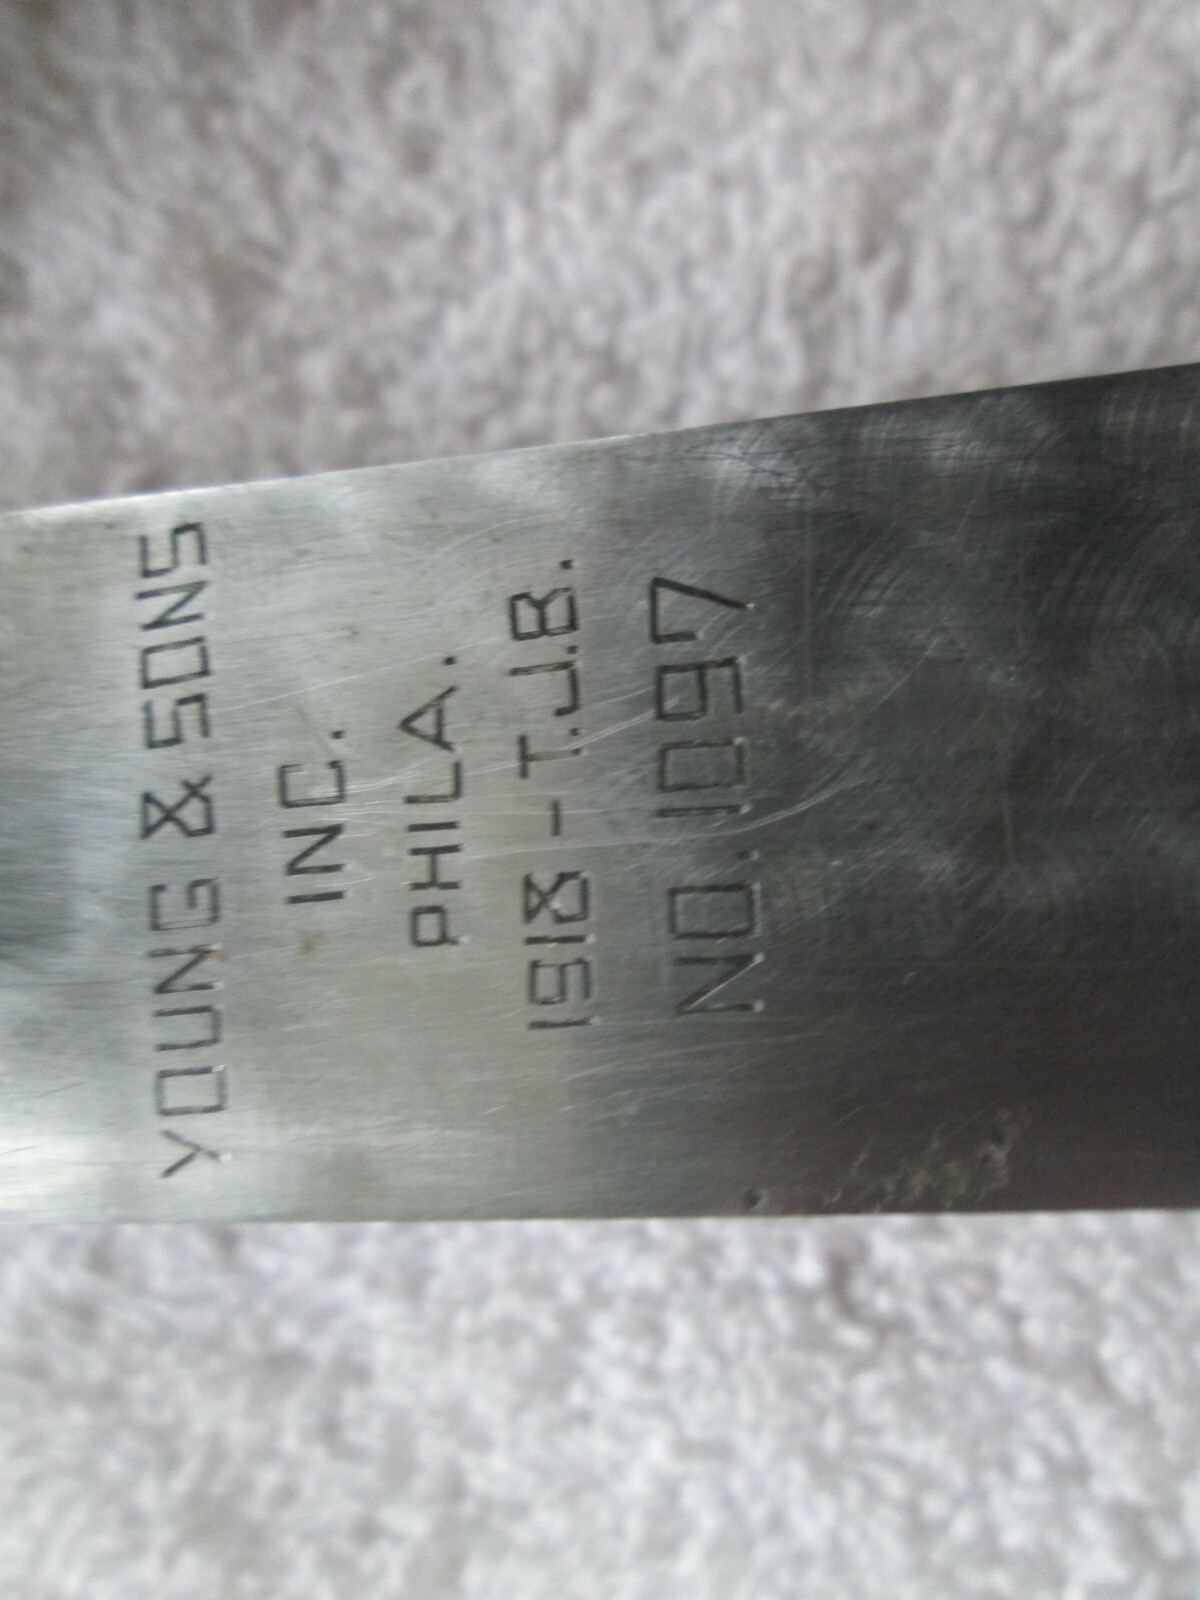 YOUNG & SONS
INC.
PHILA.
1918 - T.J.B.
NO. 1097